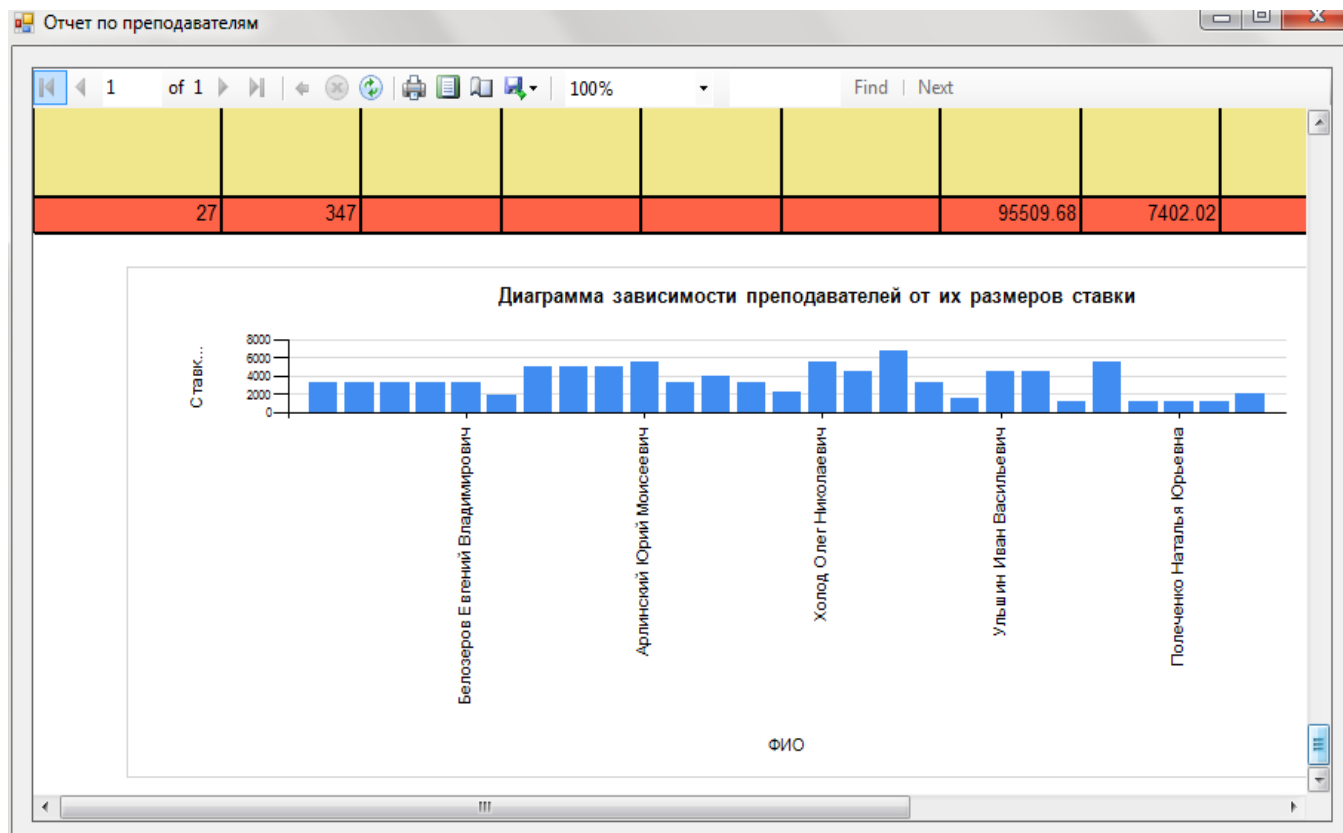 Отчет по преподавателям
1 of 1 100% Find | Next
27 347 95509.68 7402.02
Диаграмма зависимости преподавателей от их размеров ставки
Ставк...
8000
6000
4000
2000
0
Белозеров Евгений Владимирович
Арлинский Юрий Моисеевич
Холод Олег Николаевич
Ульшин Иван Васильевич
Полеченко Наталья Юрьевна
ФИО